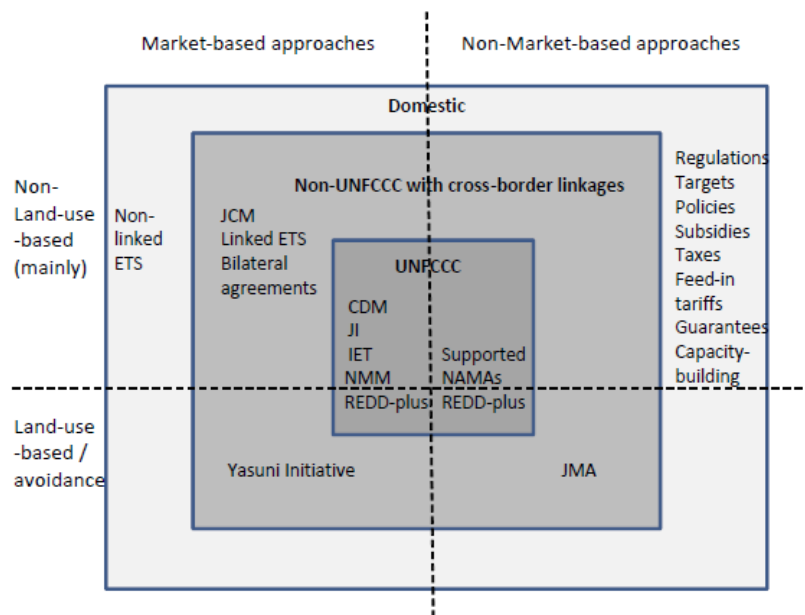 Market-based approaches
Non-Market-based approaches
Domestic
Non-UNFCCC with cross-border linkages
UNFCCC
Non-
Land-use
-based
(mainly)
Non-
linked
ETS
JCM
Linked ETS
Bilateral
agreements
CDM
JI
IET
NMM
REDD-plus
Supported
NAMAs
REDD-plus
Regulations
Targets
Policies
Subsidies
Taxes
Feed-in
tariffs
Guarantees
Capacity-
building
Land-use
-based /
avoidance
Yasuni Initiative
JMA